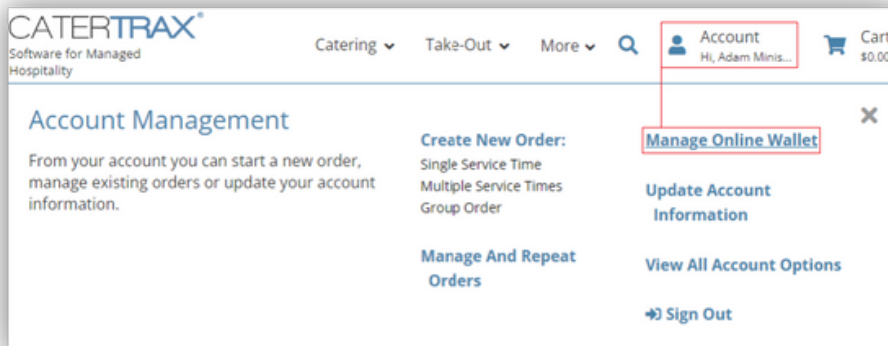 CATERTRAX®
Software for Managed
Hospitality
Catering
Take-Out
More
Account
Hi, Adam Minis...
Cart
$0.00
Account Management
From your account you can start a new order,
manage existing orders or update your account
information.
Create New Order:
Single Service Time
Multiple Service Times
Group Order
Manage And Repeat
Orders
Manage Online Wallet
Update Account
Information
View All Account Options
Sign Out